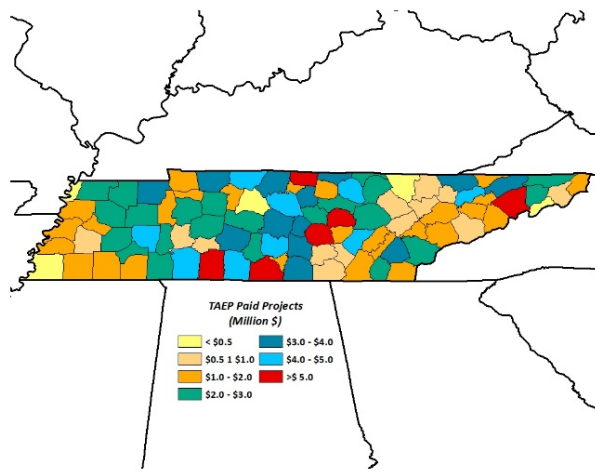 TAEP Paid Projects
(Million $)
< $0.5
$3.0 - $4.0
$0.5 1 $1.0
$4.0 - $5.0
$1.0 - $2.0
>$ 5.0
$2.0 - $3.0